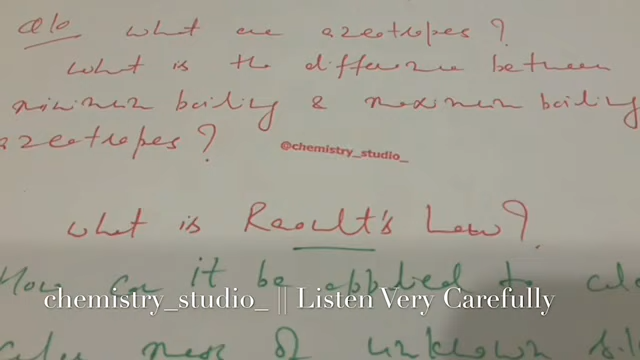 Q10 What are azeotropes?
What is the difference between
minimum boiling & maximum boiling
azeotropes?
@chemistry_studio_
What is Raoult's Law?
How can it be applied to calc
chemistry_studio_ || Listen Very Carefully
mass of unknown